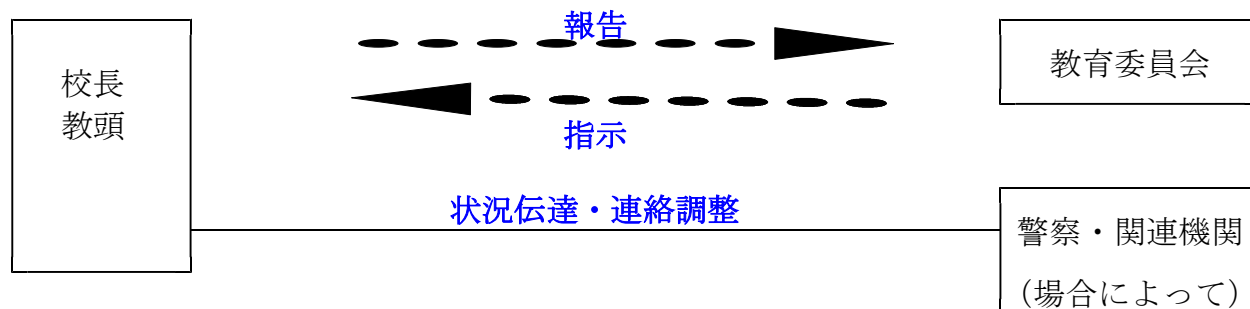 報告
校長
教頭
教育委員会
指示
状況伝達・連絡調整
警察・関連機関
（場合によって）